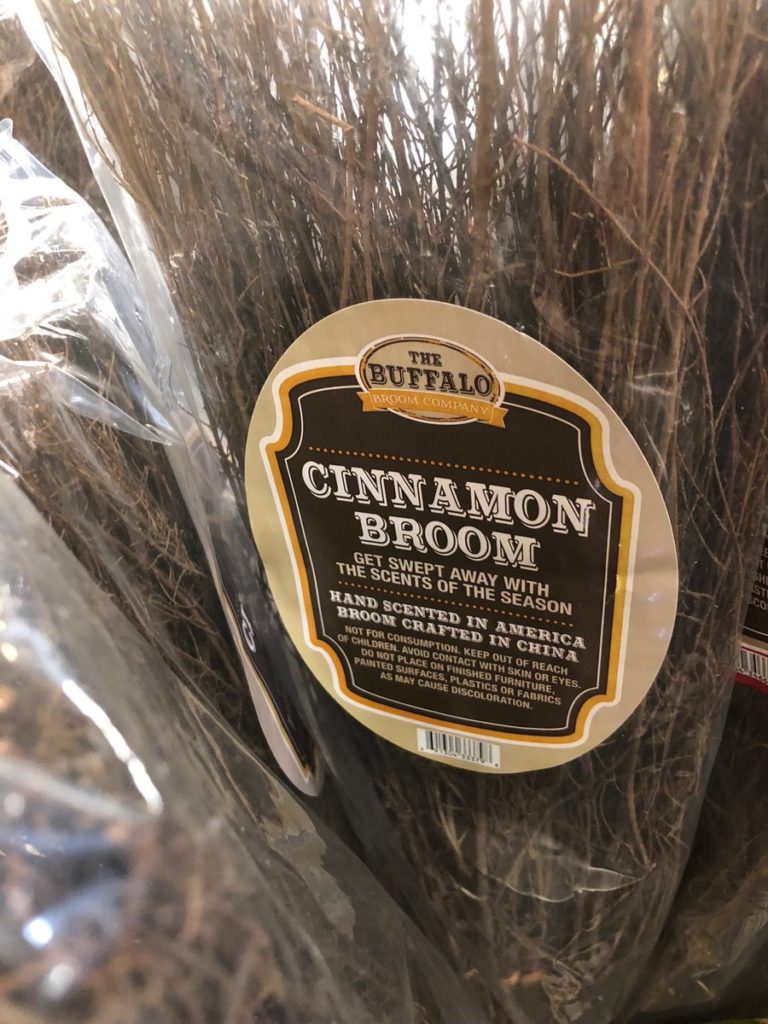 THE
BUFFALO
BROOM COMPANY
CINNAMON
BROOM
GET SWEPT AWAY WITH
THE SCENTS OF THE SEASON
HAND SCENTED IN AMERICA
BROOM CRAFTED IN CHINA
NOT FOR CONSUMPTION. KEEP OUT OF REACH
OF CHILDREN. AVOID CONTACT WITH SKIN OR EYES.
DO NOT PLACE ON FINISHED FURNITURE,
PAINTED SURFACES, PLASTICS OR FABRICS
AS MAY CAUSE DISCOLORATION.